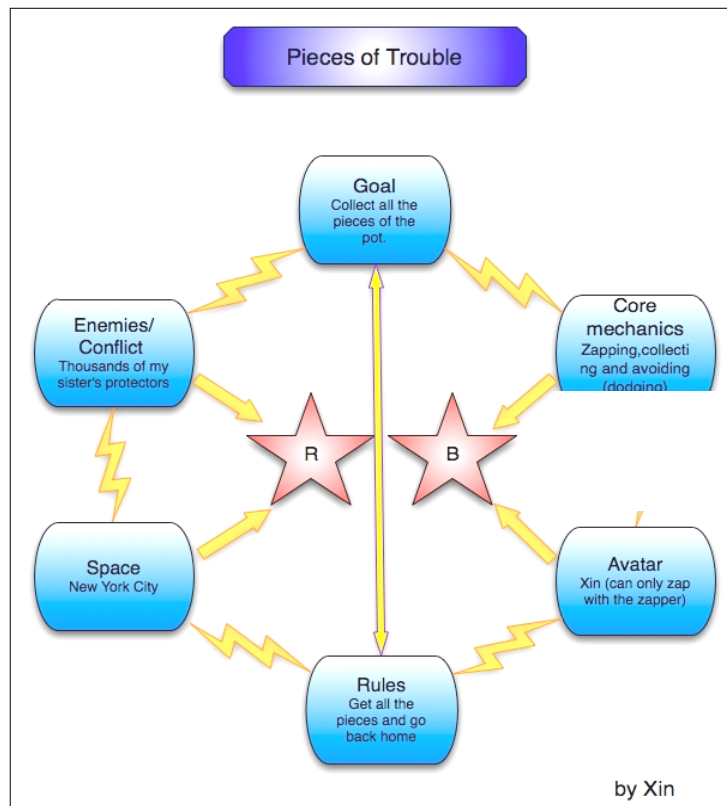 Pieces of Trouble
Goal
Collect all the
pieces of the
pot.
Enemies/
Conflict
Thousands of my
sister's protectors
Core
mechanics
Zapping,collecti
ng and avoiding
(dodging)
R
B
Space
New York City
Avatar
Xin (can only zap
with the zapper)
Rules
Get all the
pieces and go
back home
by Xin